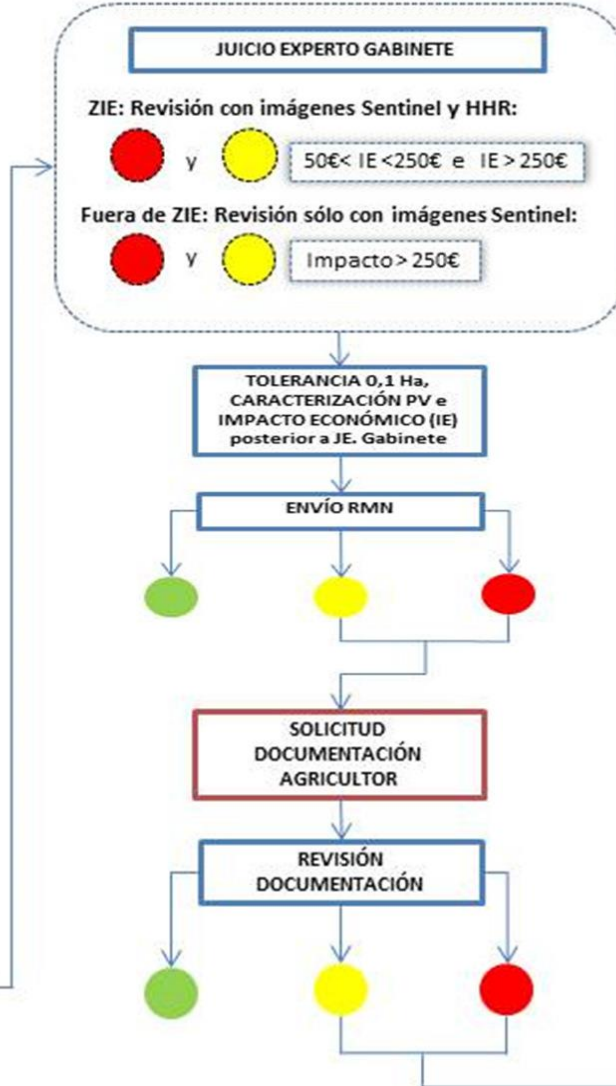 JUICIO EXPERTO GABINETE
ZIE: Revisión con imágenes Sentinel y HHR:
y 50€< IE <250€ e IE > 250€
Fuera de ZIE: Revisión sólo con imágenes Sentinel:
y Impacto > 250€
TOLERANCIA 0,1 Ha,
CARACTERIZACIÓN PV e
IMPACTO ECONÓMICO (IE)
posterior a JE. Gabinete
ENVÍO RMN
SOLICITUD
DOCUMENTACIÓN
AGRICULTOR
REVISIÓN
DOCUMENTACIÓN